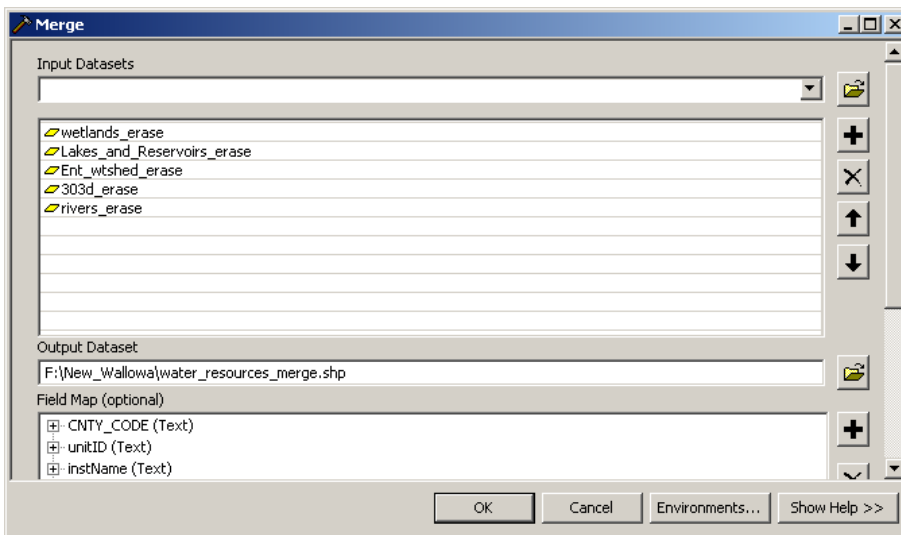 Merge
Input Datasets
wetlands_erase
Lakes_and_Reservoirs_erase
Ent_wtshed_erase
303d_erase
rivers_erase
Output Dataset
F:\New_Wallowa\water_resources_merge.shp
Field Map (optional)
CNTY_CODE (Text)
unitID (Text)
instName (Text)
OK Cancel Environments... Show Help >>